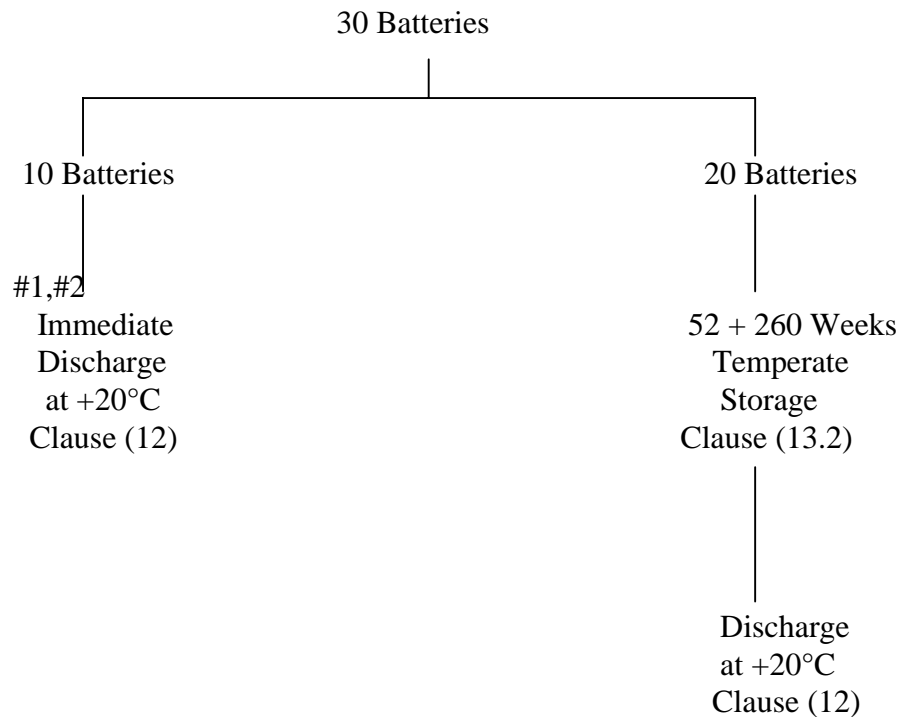 30 Batteries
10 Batteries
20 Batteries
#1,#2
Immediate
Discharge
at +20°C
Clause (12)
52 + 260 Weeks
Temperate
Storage
Clause (13.2)
Discharge
at +20°C
Clause (12)